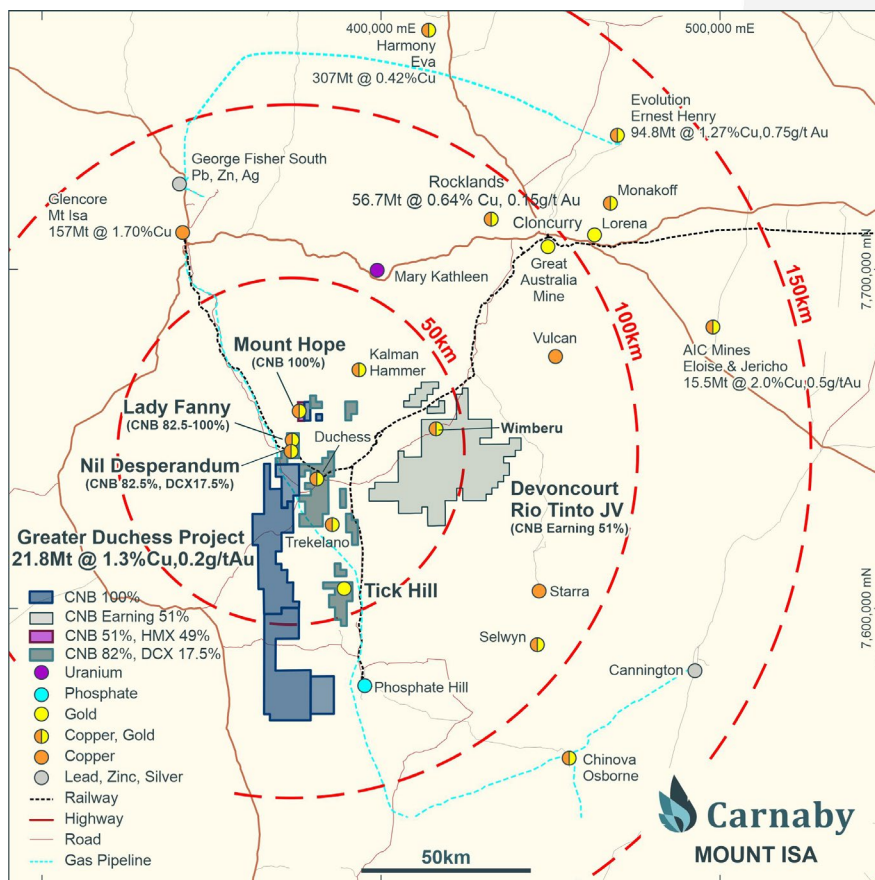 400,000 mE
500,000 mE
Harmony
Eva
307Mt @ 0.42%Cu
Evolution
Ernest Henry
94.8Mt @ 1.27%Cu,0.75g/t Au
George Fisher South
Pb, Zn, Ag
Rocklands
56.7Mt @ 0.64% Cu, 0.15g/t Au
Monakoff
Glencore
Mt Isa
157Mt @ 1.70%Cu
Cloncurry
Lorena
Great
Australia
Mine
Mary Kathleen
7,700,000 mN
150km
100km
50km
Mount Hope
(CNB 100%)
Kalman
Hammer
Vulcan
AIC Mines
Eloise & Jericho
15.5Mt @ 2.0%Cu,0.5g/tAu
Lady Fanny
(CNB 82.5-100%)
Duchess
Wimberu
Nil Desperandum
(CNB 82.5%, DCX17.5%)
Devoncourt
Rio Tinto JV
(CNB Earning 51%)
Greater Duchess Project
21.8Mt @ 1.3%Cu,0.2g/tAu
Trekelano
Tick Hill
Starra
7,600,000 mN
Selwyn
Cannington
Phosphate Hill
Chinova
Osborne
CNB 100%
CNB Earning 51%
CNB 51%, HMX 49%
CNB 82%, DCX 17.5%
Uranium
Phosphate
Gold
Copper, Gold
Copper
Lead, Zinc, Silver
Railway
Highway
Road
Gas Pipeline
50km
Carnaby
MOUNT ISA